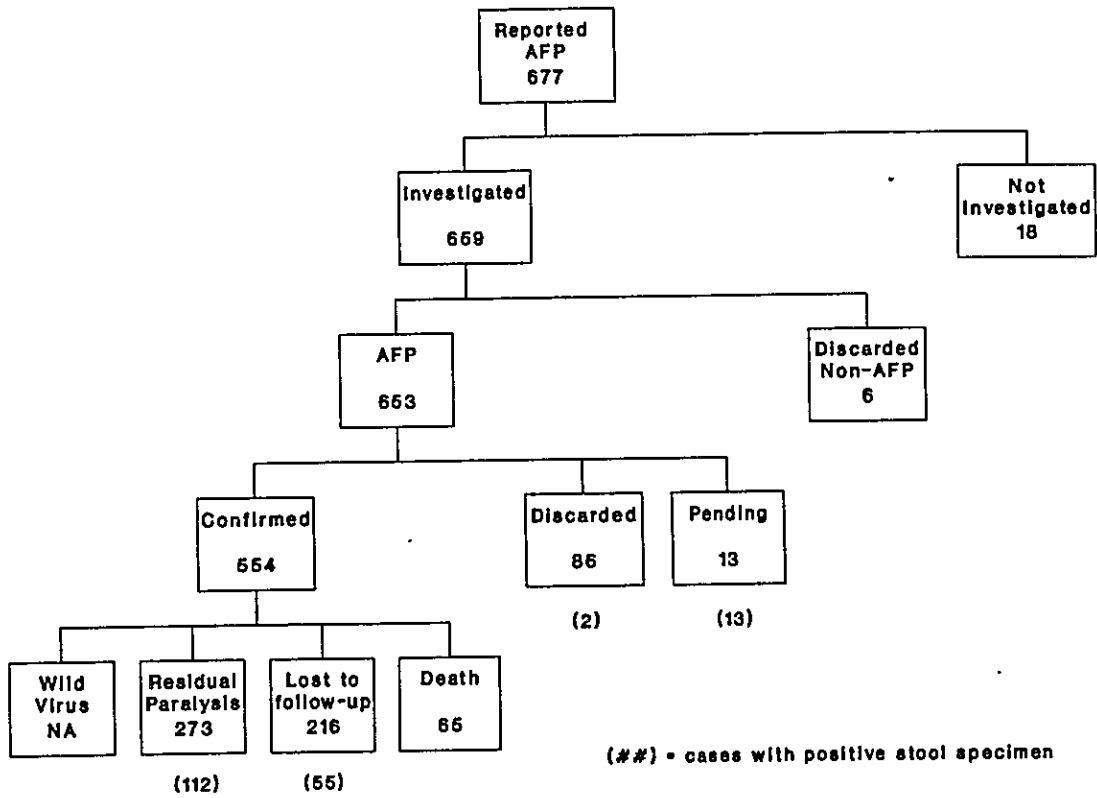 Reported
AFP
677
Investigated
659
Not
Investigated
18
AFP
653
Discarded
Non-AFP
6
Confirmed
554
Discarded
86
(2)
Pending
13
(13)
Wild
Virus
NA
Residual
Paralysis
273
(112)
Lost to
follow-up
216
(55)
Death
65
(##) = cases with positive stool specimen